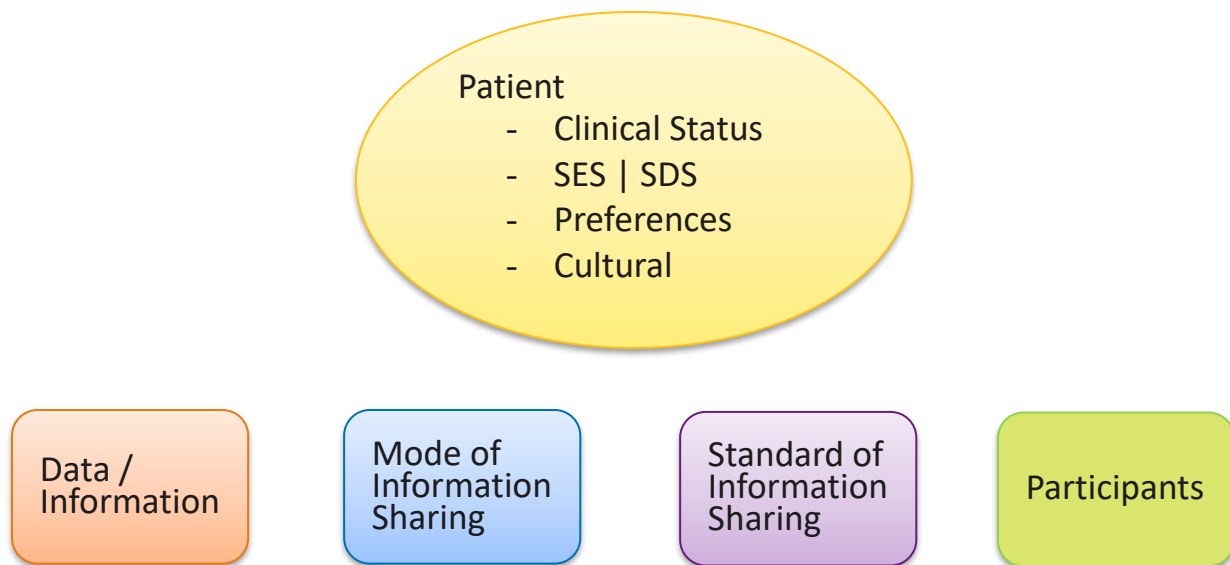 Patient
- Clinical Status
- SES | SDS
- Preferences
- Cultural
Data /
Information
Mode of
Information
Sharing
Standard of
Information
Sharing
Participants